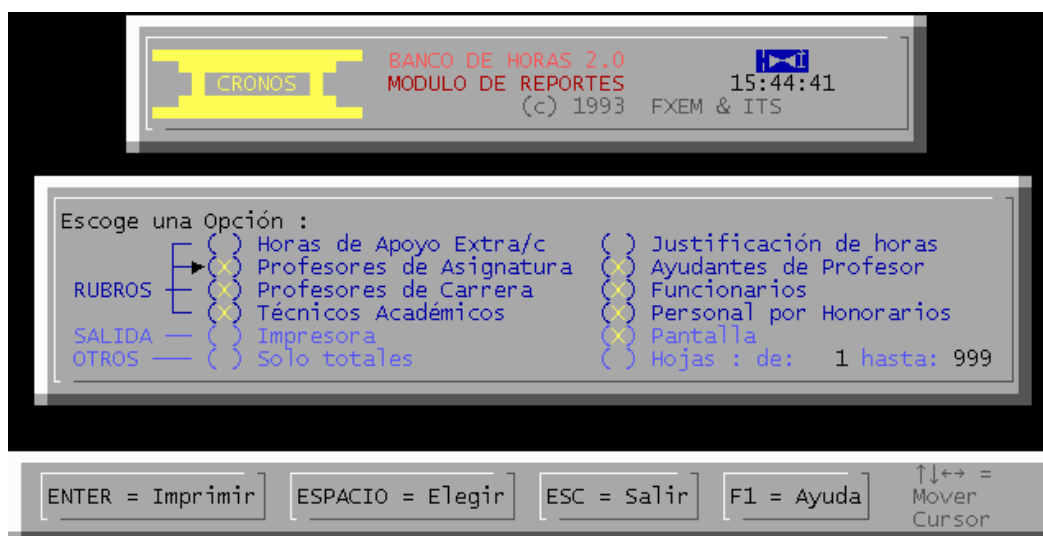 CRONOS
BANCO DE HORAS 2.0
MODULO DE REPORTES
(c) 1993 FXEM & ITS
15:44:41
Escoge una Opción :
RUBROS
( ) Horas de Apoyo Extra/c ( ) Justificación de horas
(X) Profesores de Asignatura (X) Ayudantes de Profesor
(X) Profesores de Carrera (X) Funcionarios
(X) Técnicos Académicos (X) Personal por Honorarios
SALIDA ( ) Impresora (X) Pantalla
OTROS ( ) Solo totales ( ) Hojas : de: 1 hasta: 999
ENTER = Imprimir
ESPACIO = Elegir
ESC = Salir
F1 = Ayuda
↑↓←→ =
Mover
Cursor